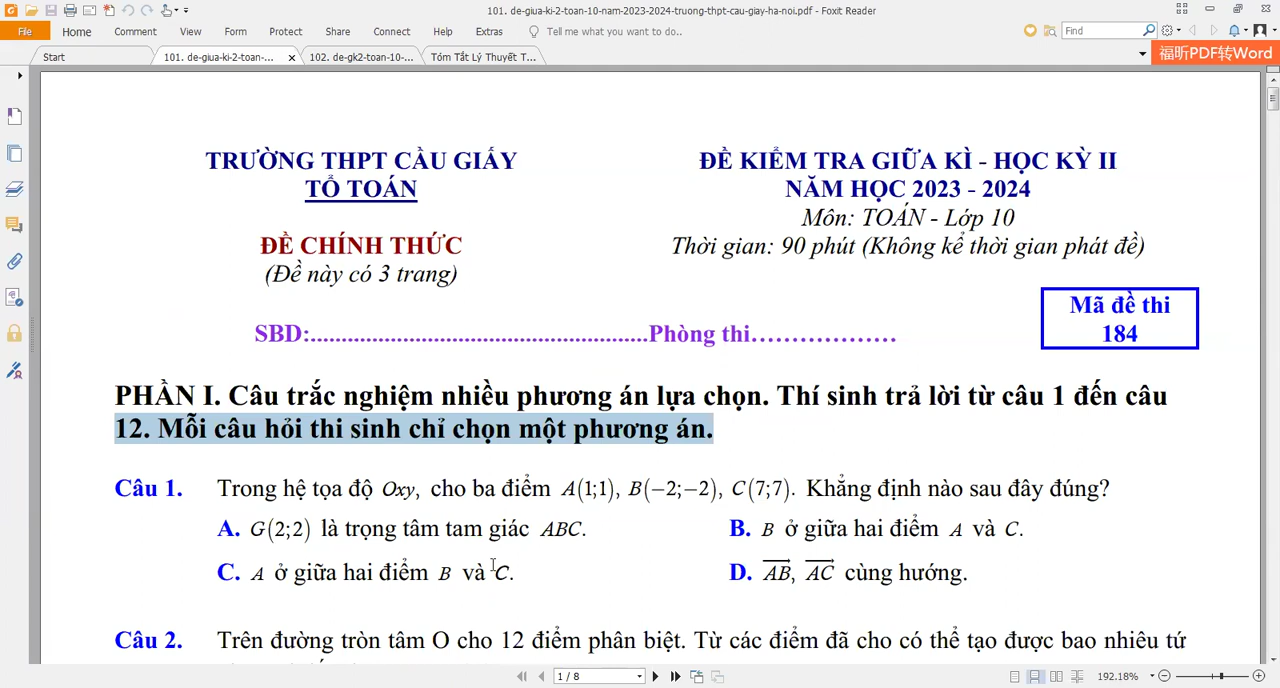 101. de-giua-ki-2-toan-10-nam-2023-2024-truong-thpt-cau-giay-ha-noi.pdf - Foxit Reader
File Home Comment View Form Protect Share Connect Help Extras Tell me what you want to do.. Find
Start 101. de-giua-ki-2-toan-... 102. de-gk2-toan-10-... Tóm Tắt Lý Thuyết T... 福昕PDF转Word
TRƯỜNG THPT CẦU GIẤY
TỔ TOÁN
ĐỀ CHÍNH THỨC
(Đề này có 3 trang)
ĐỀ KIỂM TRA GIỮA KÌ - HỌC KỲ II
NĂM HỌC 2023 - 2024
Môn: TOÁN - Lớp 10
Thời gian: 90 phút (Không kể thời gian phát đề)
Mã đề thi
184
SBD:......................................................Phòng thi………………
PHẦN I. Câu trắc nghiệm nhiều phương án lựa chọn. Thí sinh trả lời từ câu 1 đến câu
12. Mỗi câu hỏi thi sinh chỉ chọn một phương án.
Câu 1. Trong hệ tọa độ Oxy, cho ba điểm A(1;1), B(−2;−2), C(7;7). Khẳng định nào sau đây đúng?
A. G(2;2) là trọng tâm tam giác ABC. B. B ở giữa hai điểm A và C.
C. A ở giữa hai điểm B và C. D. AB, AC cùng hướng.
Câu 2. Trên đường tròn tâm O cho 12 điểm phân biệt. Từ các điểm đã cho có thể tạo được bao nhiêu tứ
1 / 8 192.18%